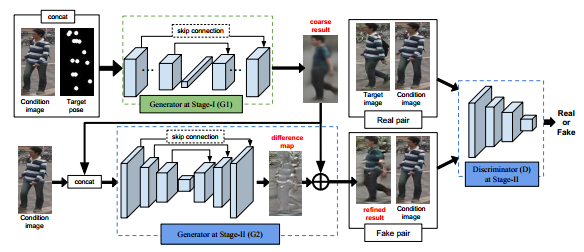 concat
Condition
image
Target
pose
skip connection
Generator at Stage-I (G1)
coarse
result
Target
image
Condition
image
Real pair
Real
or
Fake
Discriminator (D)
at Stage-II
Condition
image
concat
skip connection
Generator at Stage-II (G2)
difference
map
refined
result
Condition
image
Fake pair